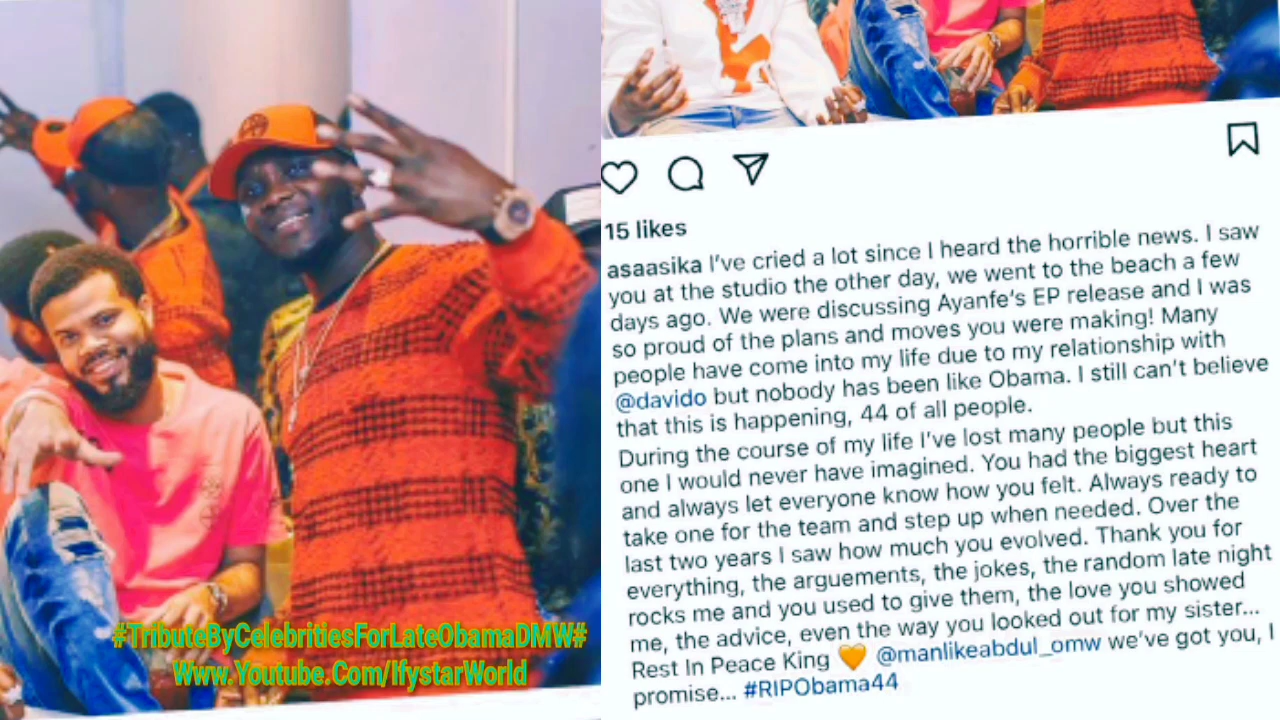 #TributeByCelebritiesForLateObamaDMW#
Www.Youtube.Com/IfystarWorld
15 likes
asaasika I've cried a lot since I heard the horrible news. I saw
you at the studio the other day, we went to the beach a few
days ago. We were discussing Ayanfe's EP release and I was
so proud of the plans and moves you were making! Many
people have come into my life due to my relationship with
@davido but nobody has been like Obama. I still can't believe
that this is happening, 44 of all people.
During the course of my life I've lost many people but this
one I would never have imagined. You had the biggest heart
and always let everyone know how you felt. Always ready to
take one for the team and step up when needed. Over the
last two years I saw how much you evolved. Thank you for
everything, the arguements, the jokes, the random late night
rocks me and you used to give them, the love you showed
me, the advice, even the way you looked out for my sister...
Rest In Peace King 🧡 @manlikeabdul_omw we've got you, I
promise... #RIPObama44